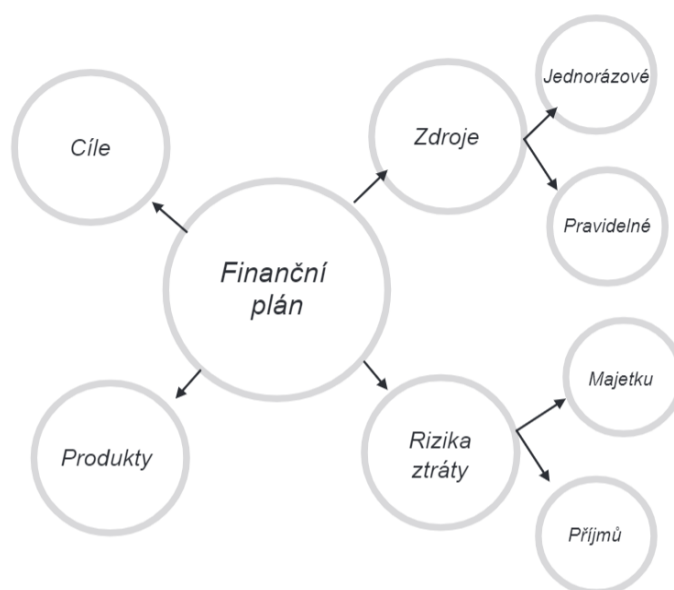 Jednorázové
Cíle
Zdroje
Pravidelné
Finanční
plán
Majetku
Produkty
Rizika
ztráty
Příjmů